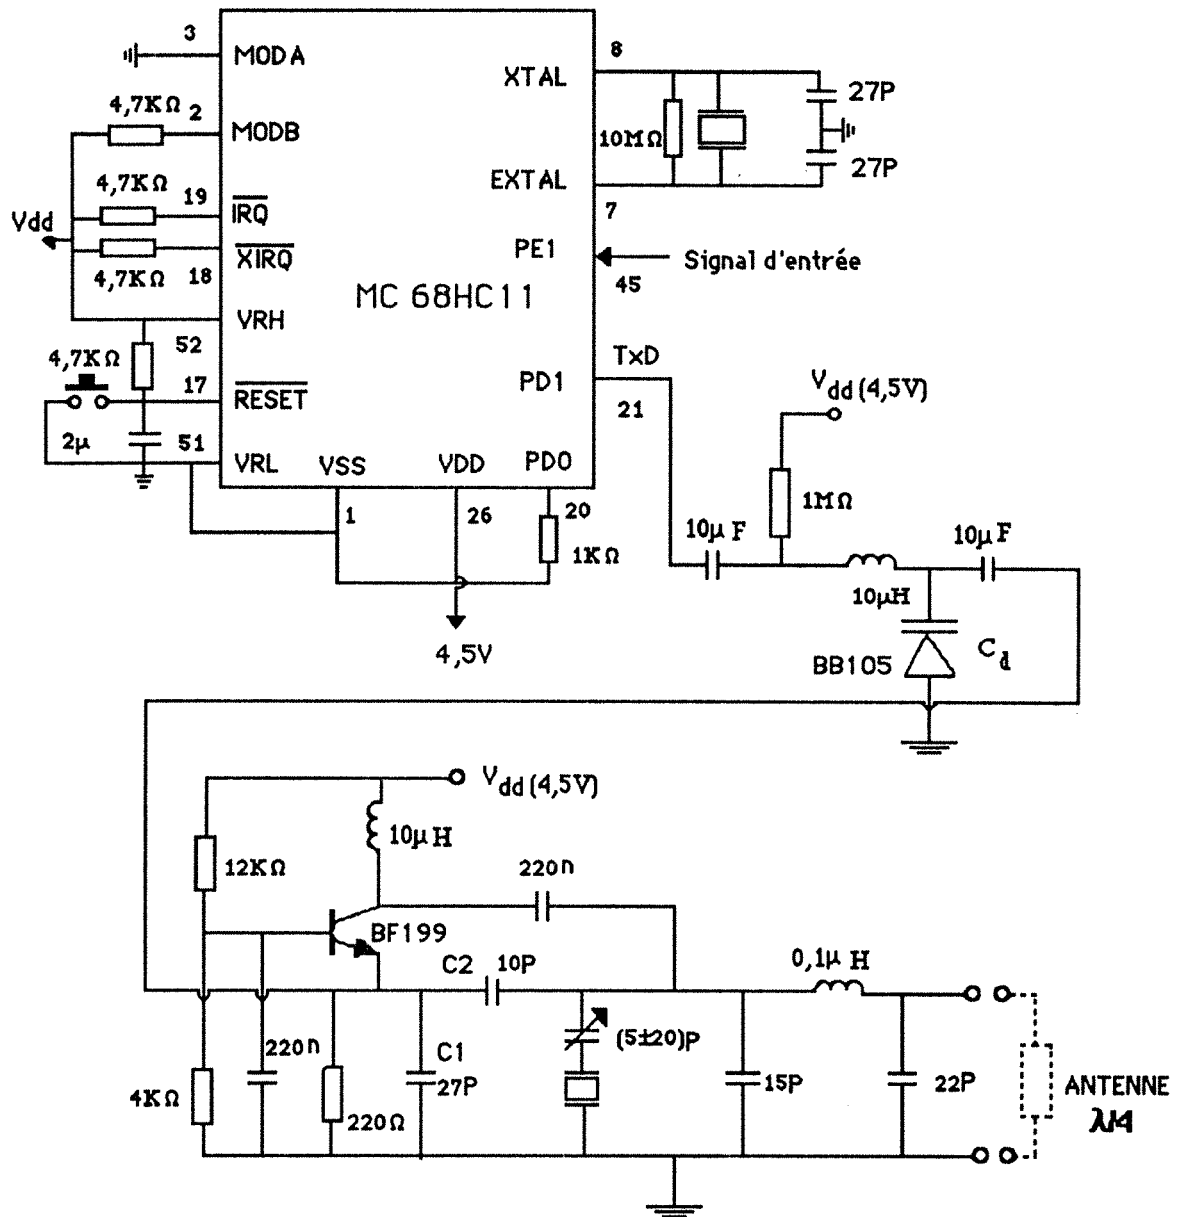 3
MODA
8
XTAL
27P
4,7KΩ
2
MODB
10MΩ
27P
4,7KΩ
19
IRQ
EXTAL
7
Vdd
XIRQ
4,7KΩ
18
PE1
Signal d'entrée
45
MC 68HC11
VRH
52
4,7KΩ
17
RESET
TxD
PD1
21
Vdd (4,5V)
2µ
51
VRL
VSS
VDD
PD0
1
26
20
1KΩ
1MΩ
10µF
10µF
10µH
4,5V
BB105
Cd
Vdd (4,5V)
10µH
12KΩ
220n
BF199
C2
10P
0,1µH
220n
C1
27P
(5±20)P
4KΩ
220Ω
15P
22P
ANTENNE
λ/4